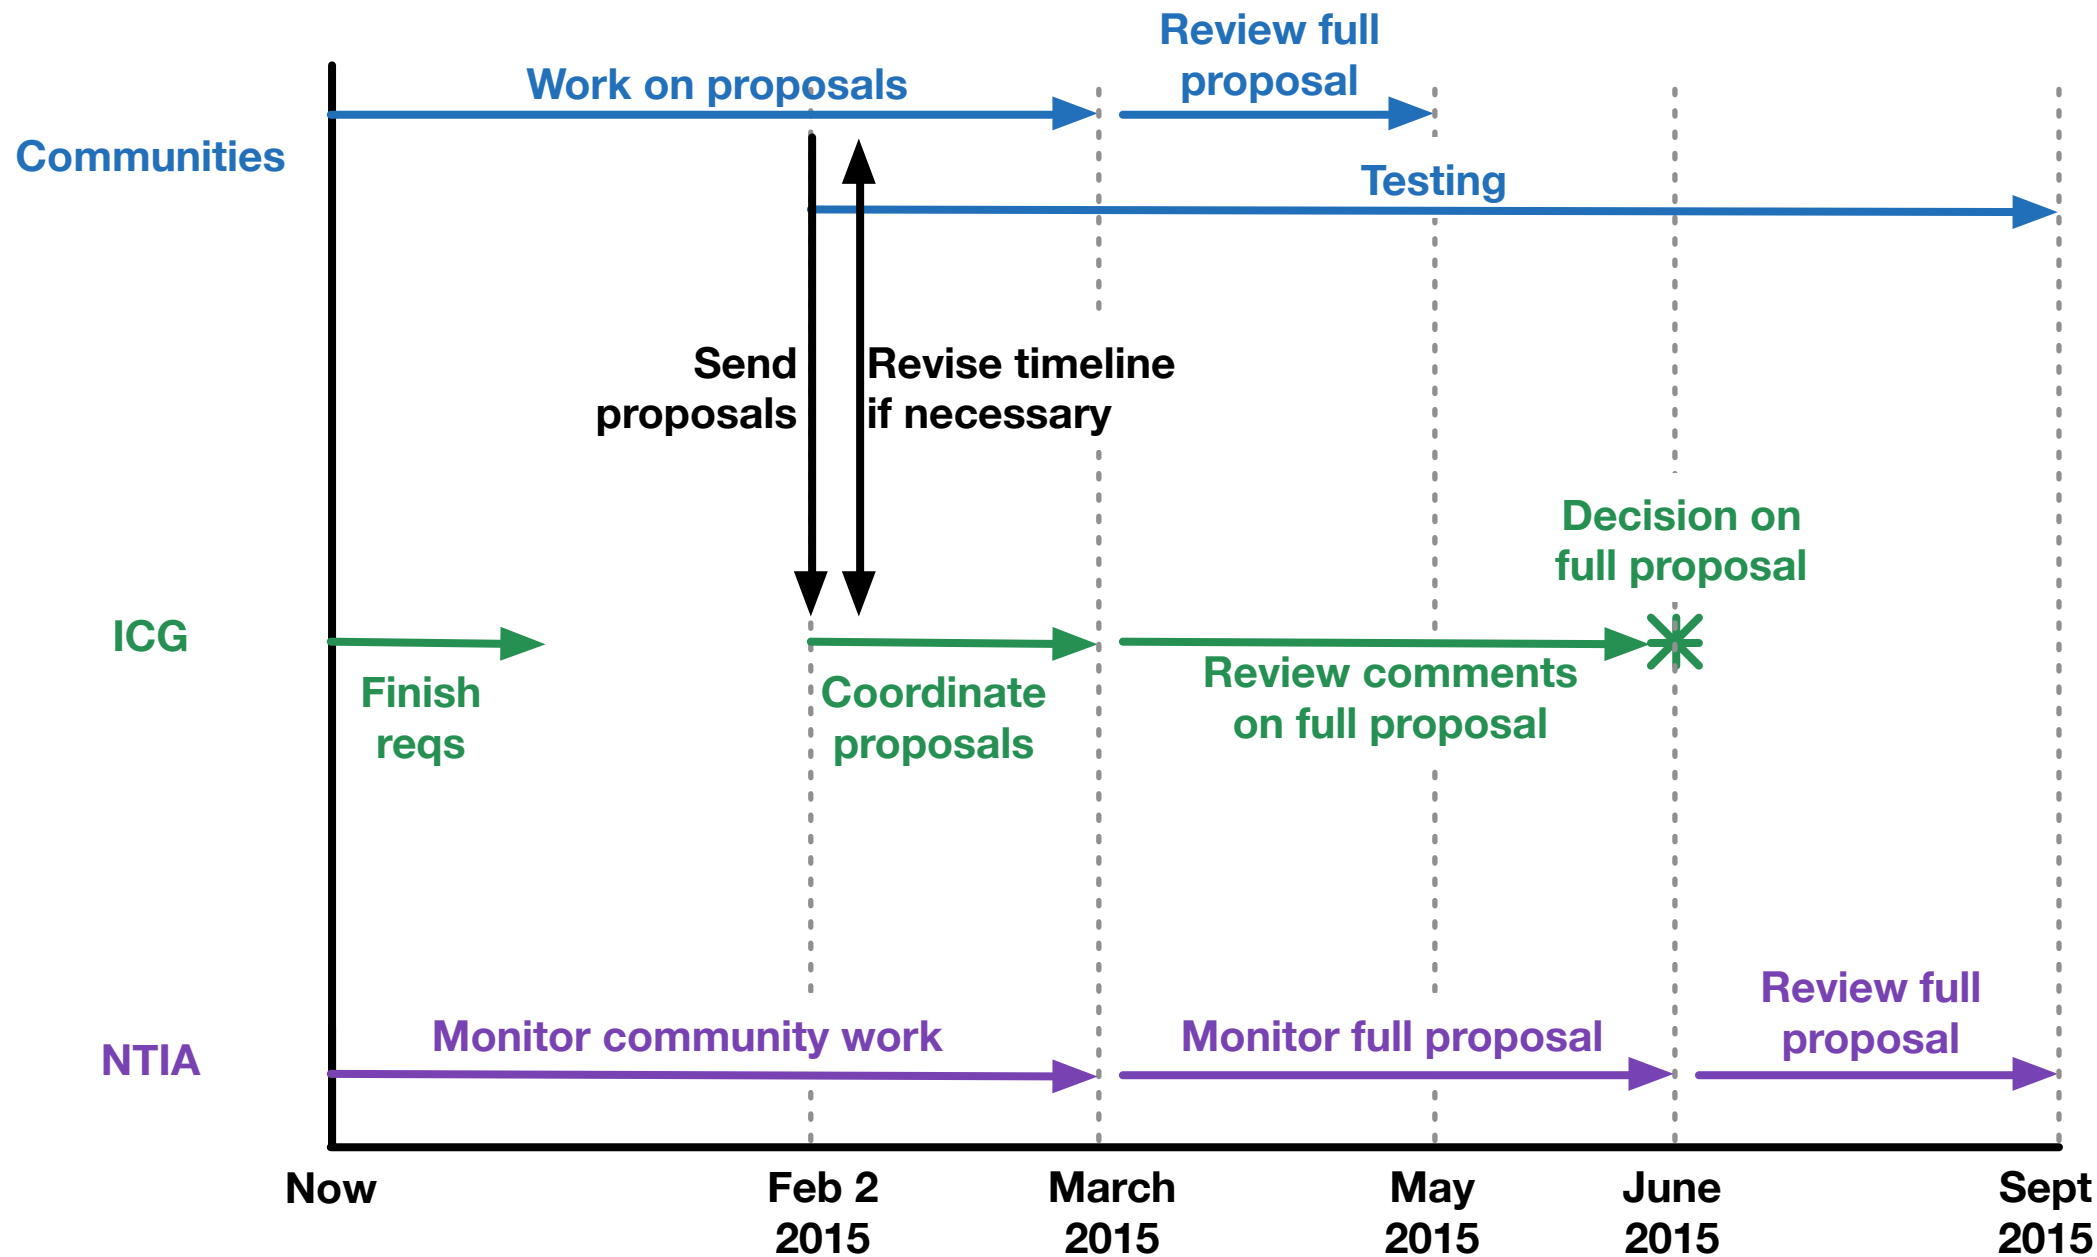 Review full
proposal
Work on proposals
Communities
Testing
Send
proposals
Revise timeline
if necessary
Decision on
full proposal
ICG
Finish
reqs
Coordinate
proposals
Review comments
on full proposal
Review full
proposal
NTIA
Monitor community work
Monitor full proposal
Now
Feb 2
2015
March
2015
May
2015
June
2015
Sept
2015